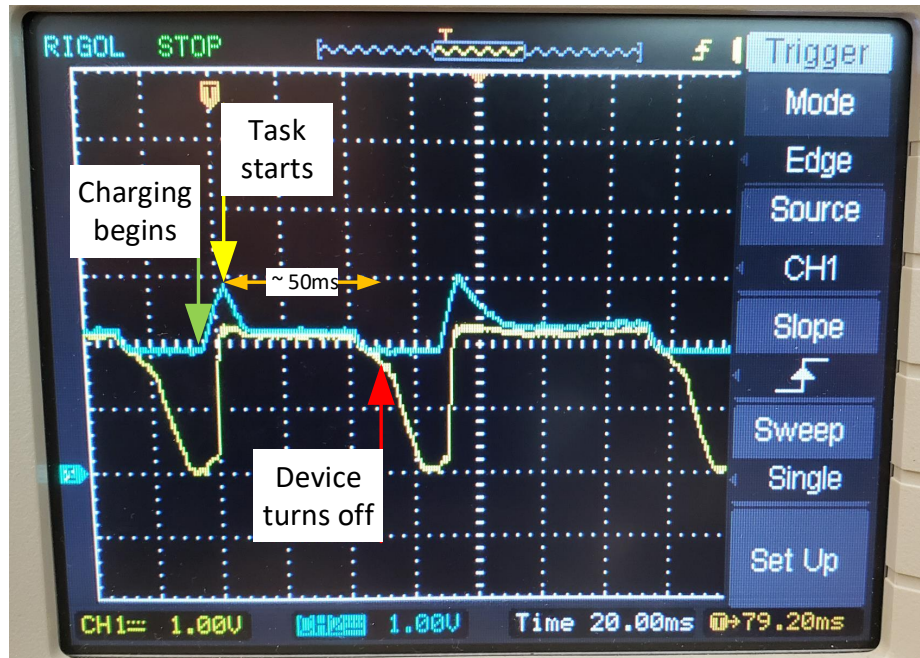 RIGOL STOP
T
Trigger
T
Mode
Task
starts
Edge
Charging
begins
Source
~ 50ms
CH1
Slope
Sweep
Device
turns off
Single
Set Up
CH1 1.00V 1.00V Time 20.00ms T→79.20ms